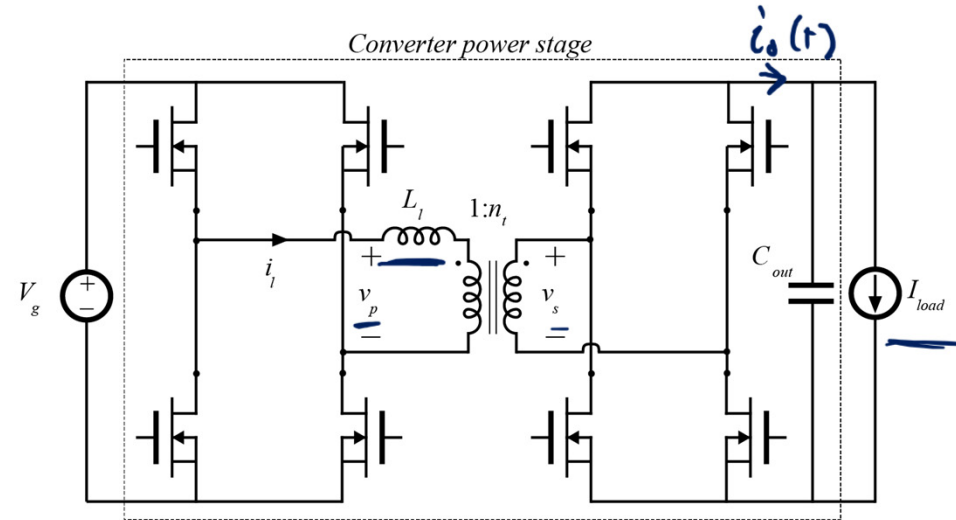 i₀(t)
Converter power stage
L_l
1:n_t
+
+
+
i_l
C_out
V_g
v_p
v_s
I_load
−
−
−